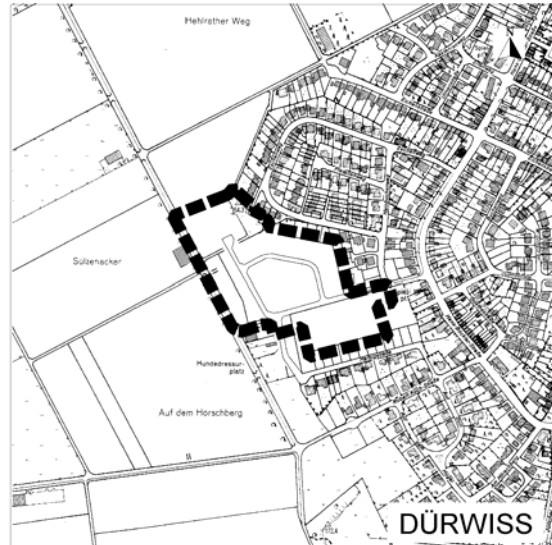 Hehlrather Weg
Sülzenacker
Hundedressur-
platz
Auf dem Hörschberg
DÜRWISS